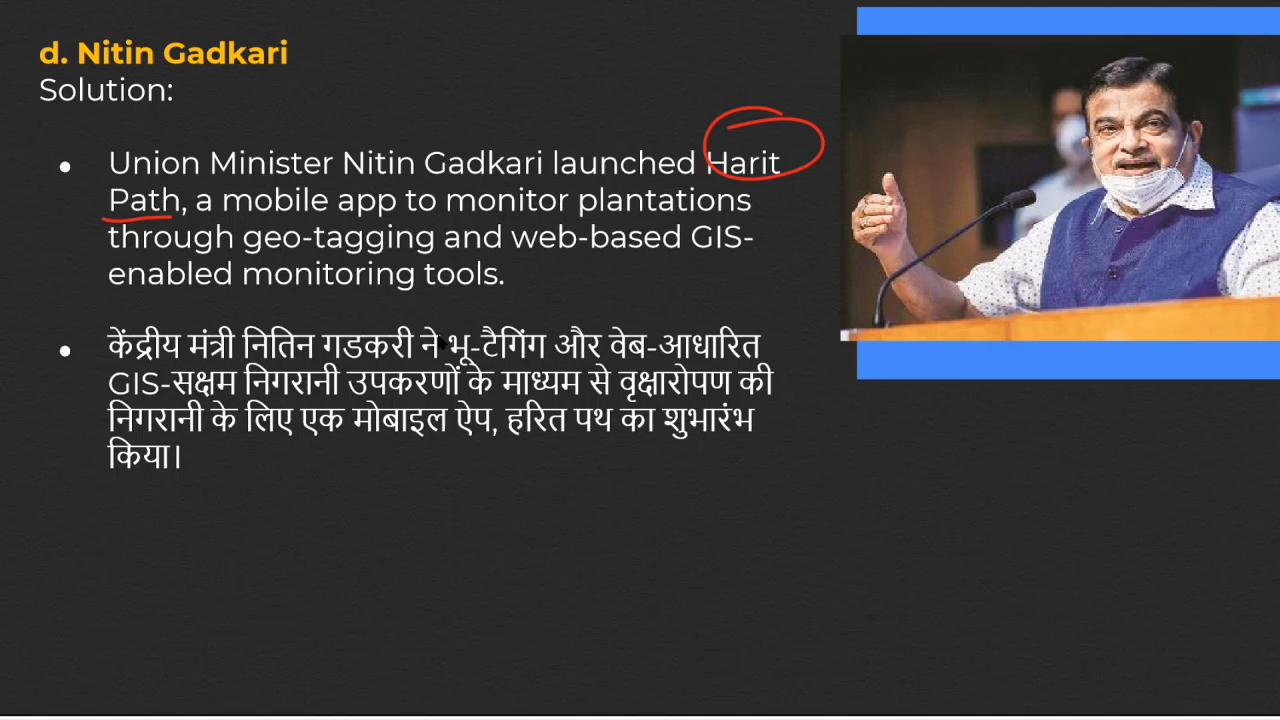 d. Nitin Gadkari
Solution:
● Union Minister Nitin Gadkari launched Harit
Path, a mobile app to monitor plantations
through geo-tagging and web-based GIS-
enabled monitoring tools.
● केंद्रीय मंत्री नितिन गडकरी ने भू-टैगिंग और वेब-आधारित
GIS-सक्षम निगरानी उपकरणों के माध्यम से वृक्षारोपण की
निगरानी के लिए एक मोबाइल ऐप, हरित पथ का शुभारंभ
किया।